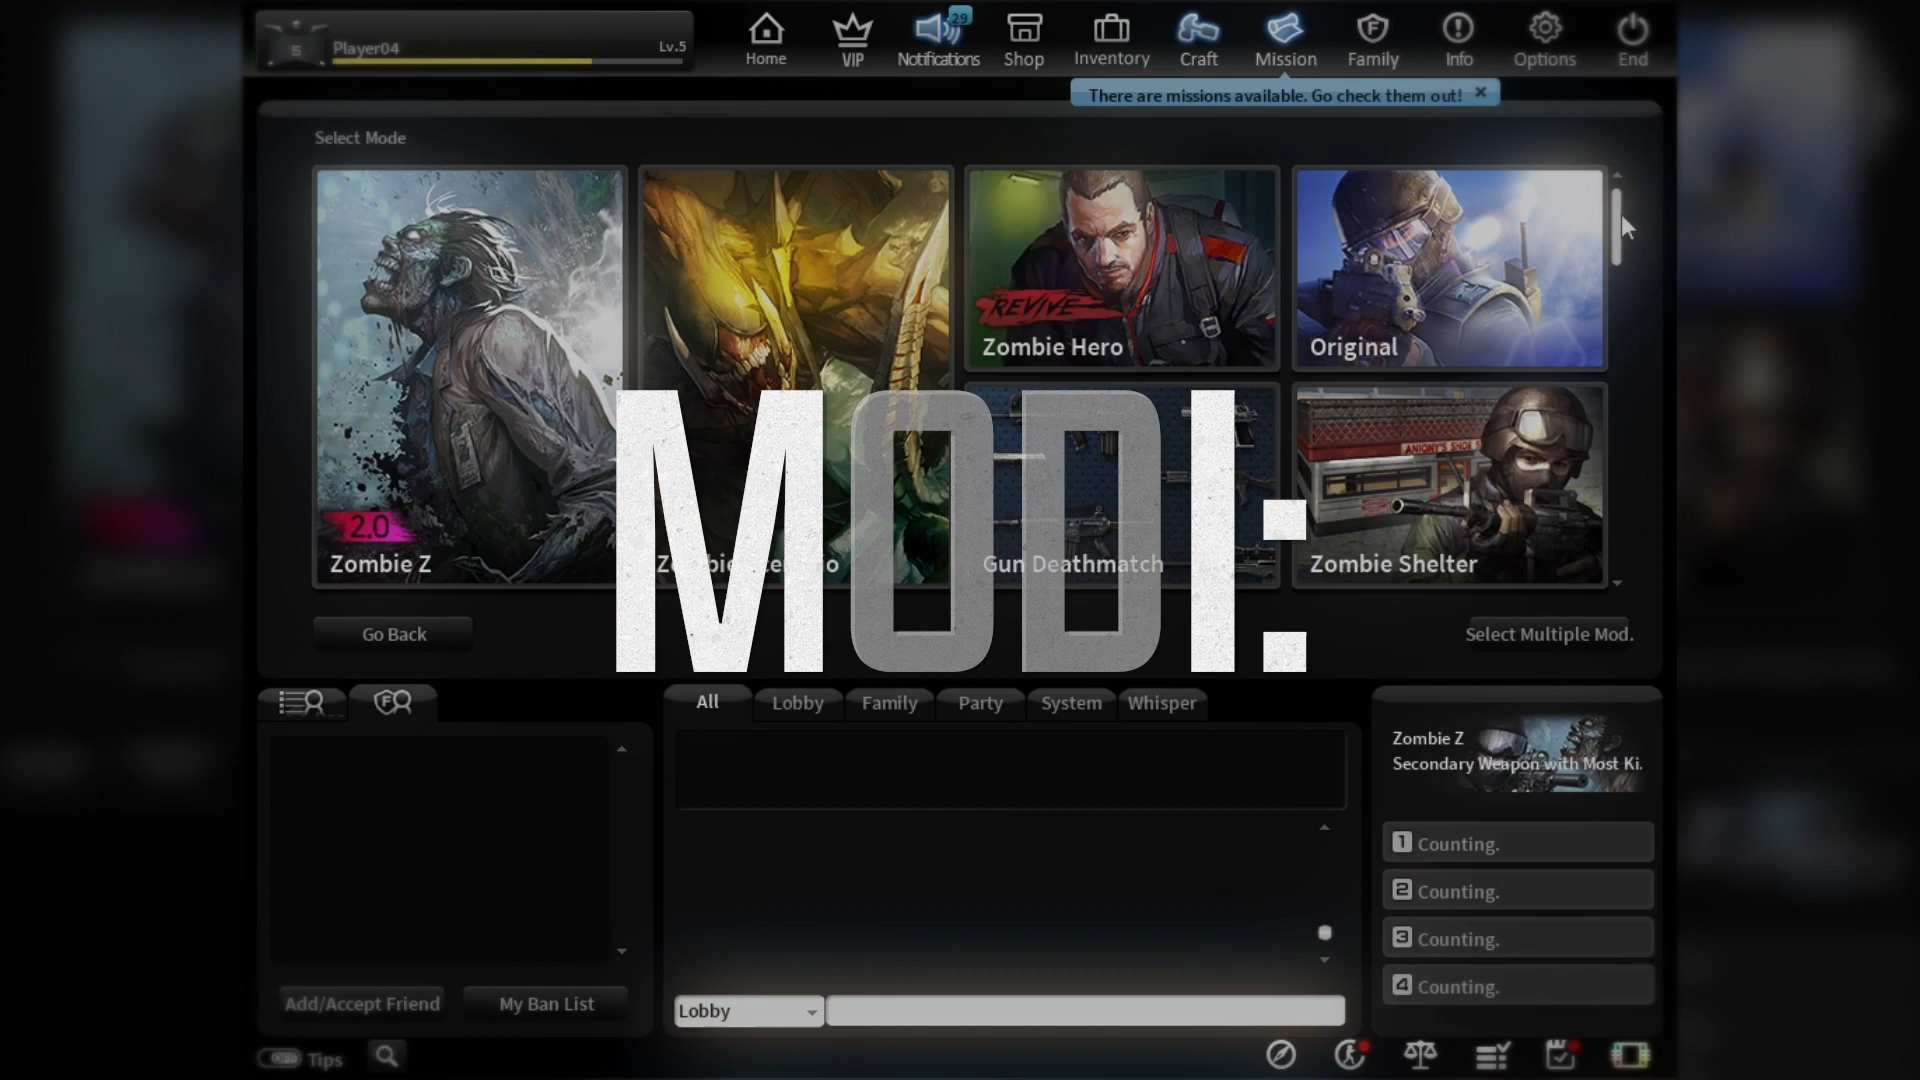 5 Player04 Lv.5
Home
VIP
29
Notifications
Shop
Inventory
Craft
Mission
Family
Info
Options
End
There are missions available. Go check them out!
Select Mode
2.0
Zombie Z
REVIVE
Zombie Hero
Original
Gun Deathmatch
ANTONY'S SHOE S
Zombie Shelter
MODI:
Go Back
Select Multiple Mod.
All
Lobby
Family
Party
System
Whisper
Zombie Z
Secondary Weapon with Most Ki.
1 Counting.
2 Counting.
3 Counting.
4 Counting.
Add/Accept Friend
My Ban List
Lobby
Tips